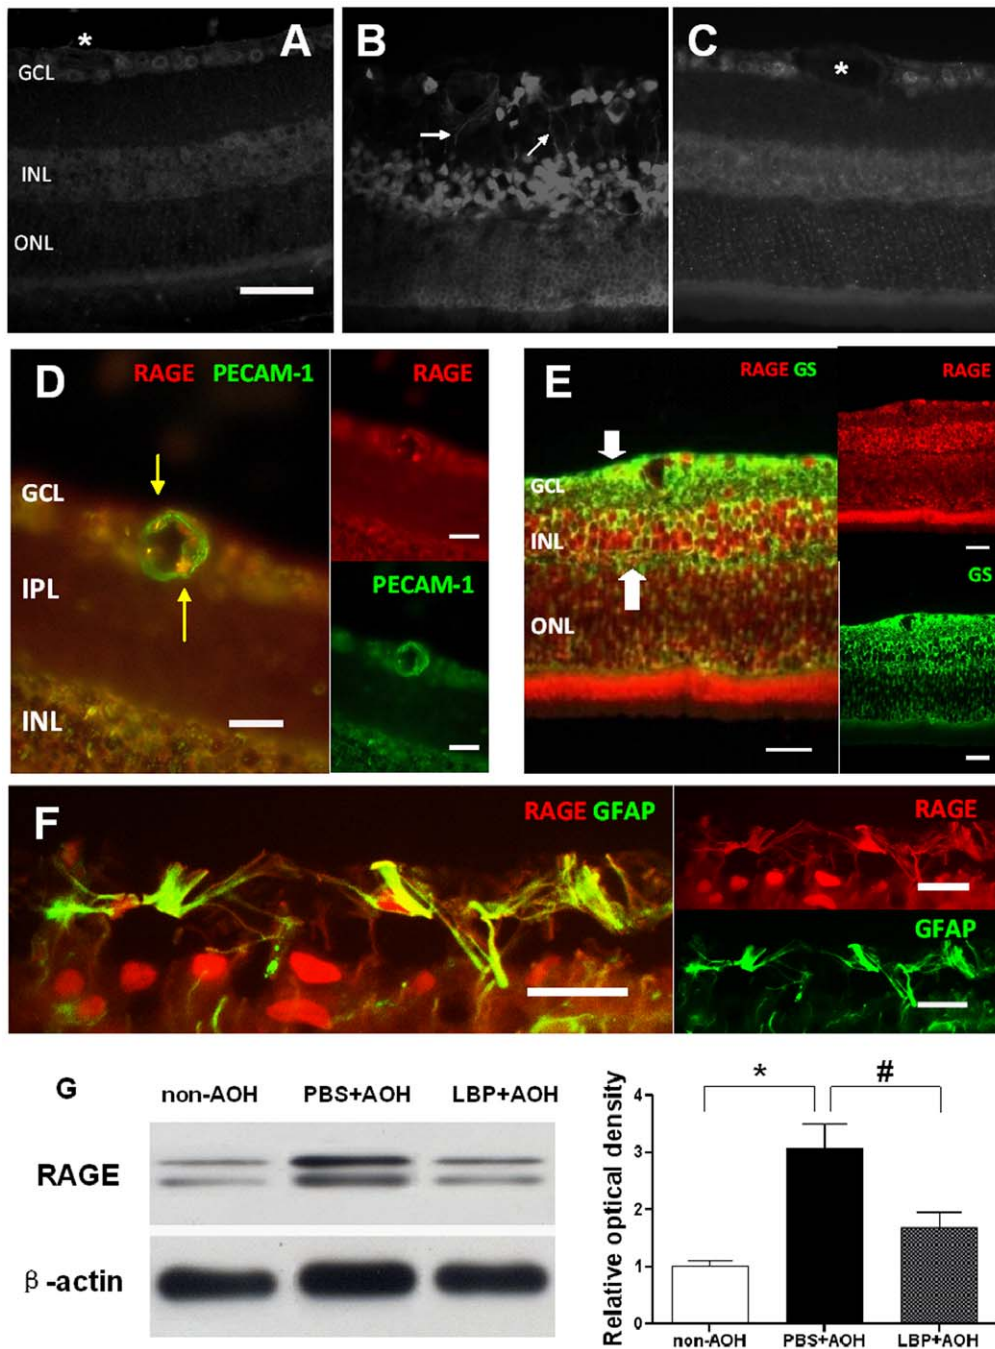 A
*
GCL
INL
ONL
B
C
*
D
RAGE PECAM-1
GCL
IPL
INL
RAGE
PECAM-1
E
RAGE GS
GCL
INL
ONL
RAGE
GS
F
RAGE GFAP
RAGE
GFAP
G
non-AOH PBS+AOH LBP+AOH
RAGE
β-actin
Relative optical density
4
3
2
1
0
* #
non-AOH PBS+AOH LBP+AOH